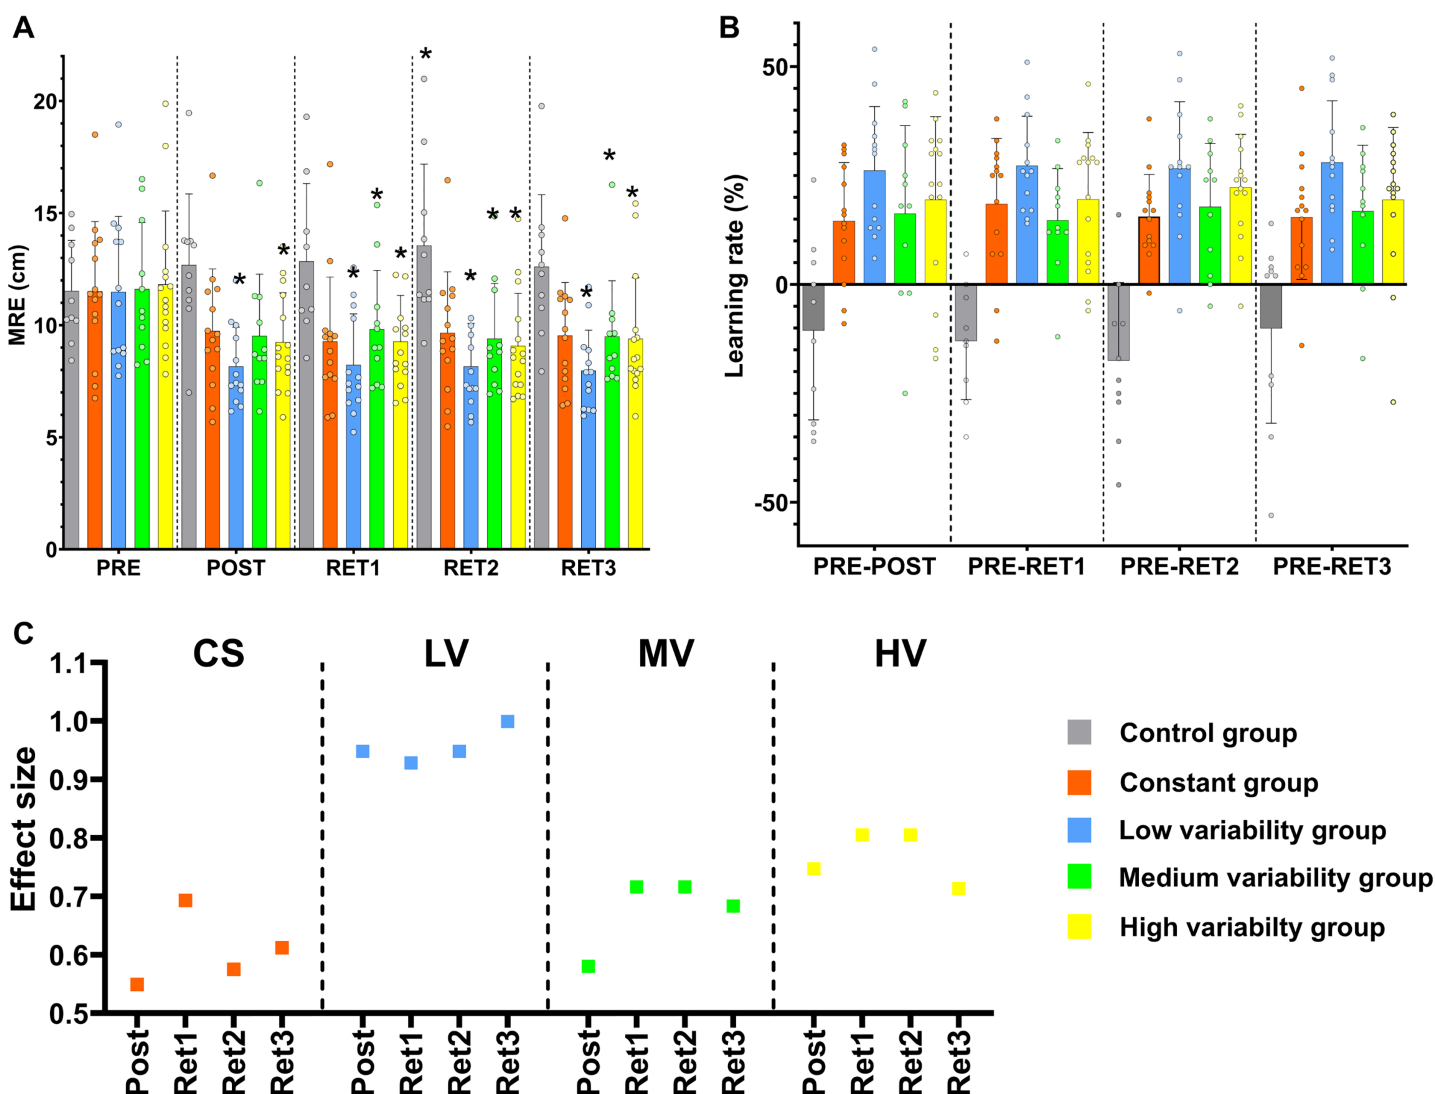 A
B
*
20
15
10
5
0
MRE (cm)
* * * * * * * * * * * *
PRE POST RET1 RET2 RET3
50
0
-50
Learning rate (%)
PRE-POST PRE-RET1 PRE-RET2 PRE-RET3
C
CS LV MV HV
1.1
1.0
0.9
0.8
0.7
0.6
0.5
Effect size
Post Ret1 Ret2 Ret3 Post Ret1 Ret2 Ret3 Post Ret1 Ret2 Ret3 Post Ret1 Ret2 Ret3
Control group
Constant group
Low variability group
Medium variability group
High variabilty group